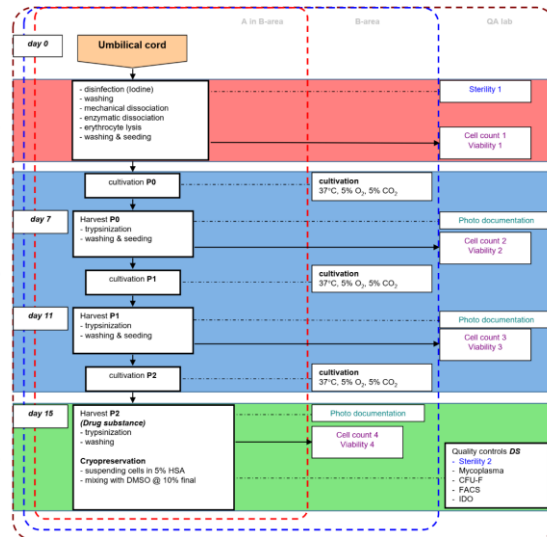 A in B-area
B-area
QA lab
day 0
Umbilical cord
- disinfection (Iodine)
- washing
- mechanical dissociation
- enzymatic dissociation
- erythrocyte lysis
- washing & seeding
Sterility 1
Cell count 1
Viability 1
cultivation P0
cultivation
37°C, 5% O₂, 5% CO₂
day 7
Harvest P0
- trypsinization
- washing & seeding
Photo documentation
Cell count 2
Viability 2
cultivation P1
cultivation
37°C, 5% O₂, 5% CO₂
day 11
Harvest P1
- trypsinization
- washing & seeding
Photo documentation
Cell count 3
Viability 3
cultivation P2
cultivation
37°C, 5% O₂, 5% CO₂
day 15
Harvest P2
(Drug substance)
- trypsinization
- washing
Cryopreservation
- suspending cells in 5% HSA
- mixing with DMSO @ 10% final
Photo documentation
Cell count 4
Viability 4
Quality controls DS
- Sterility 2
- Mycoplasma
- CFU-F
- FACS
- IDO